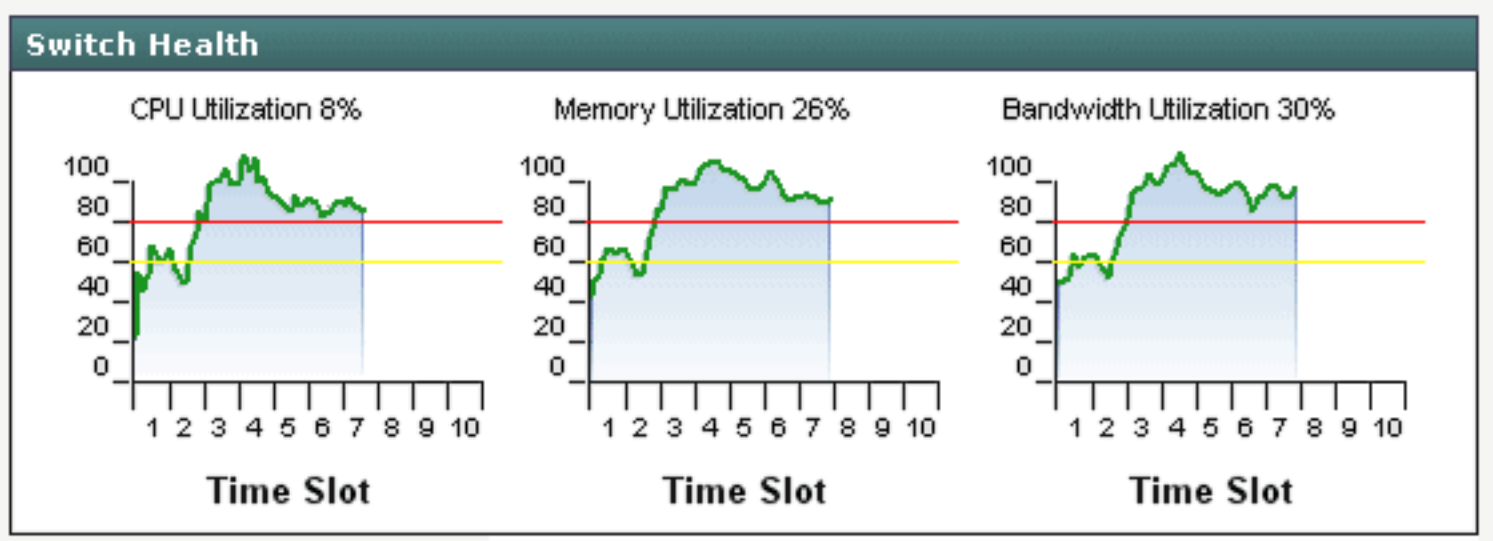 Switch Health
CPU Utilization 8%
100
80
60
40
20
0
1 2 3 4 5 6 7 8 9 10
Time Slot
Memory Utilization 26%
100
80
60
40
20
0
1 2 3 4 5 6 7 8 9 10
Time Slot
Bandwidth Utilization 30%
100
80
60
40
20
0
1 2 3 4 5 6 7 8 9 10
Time Slot